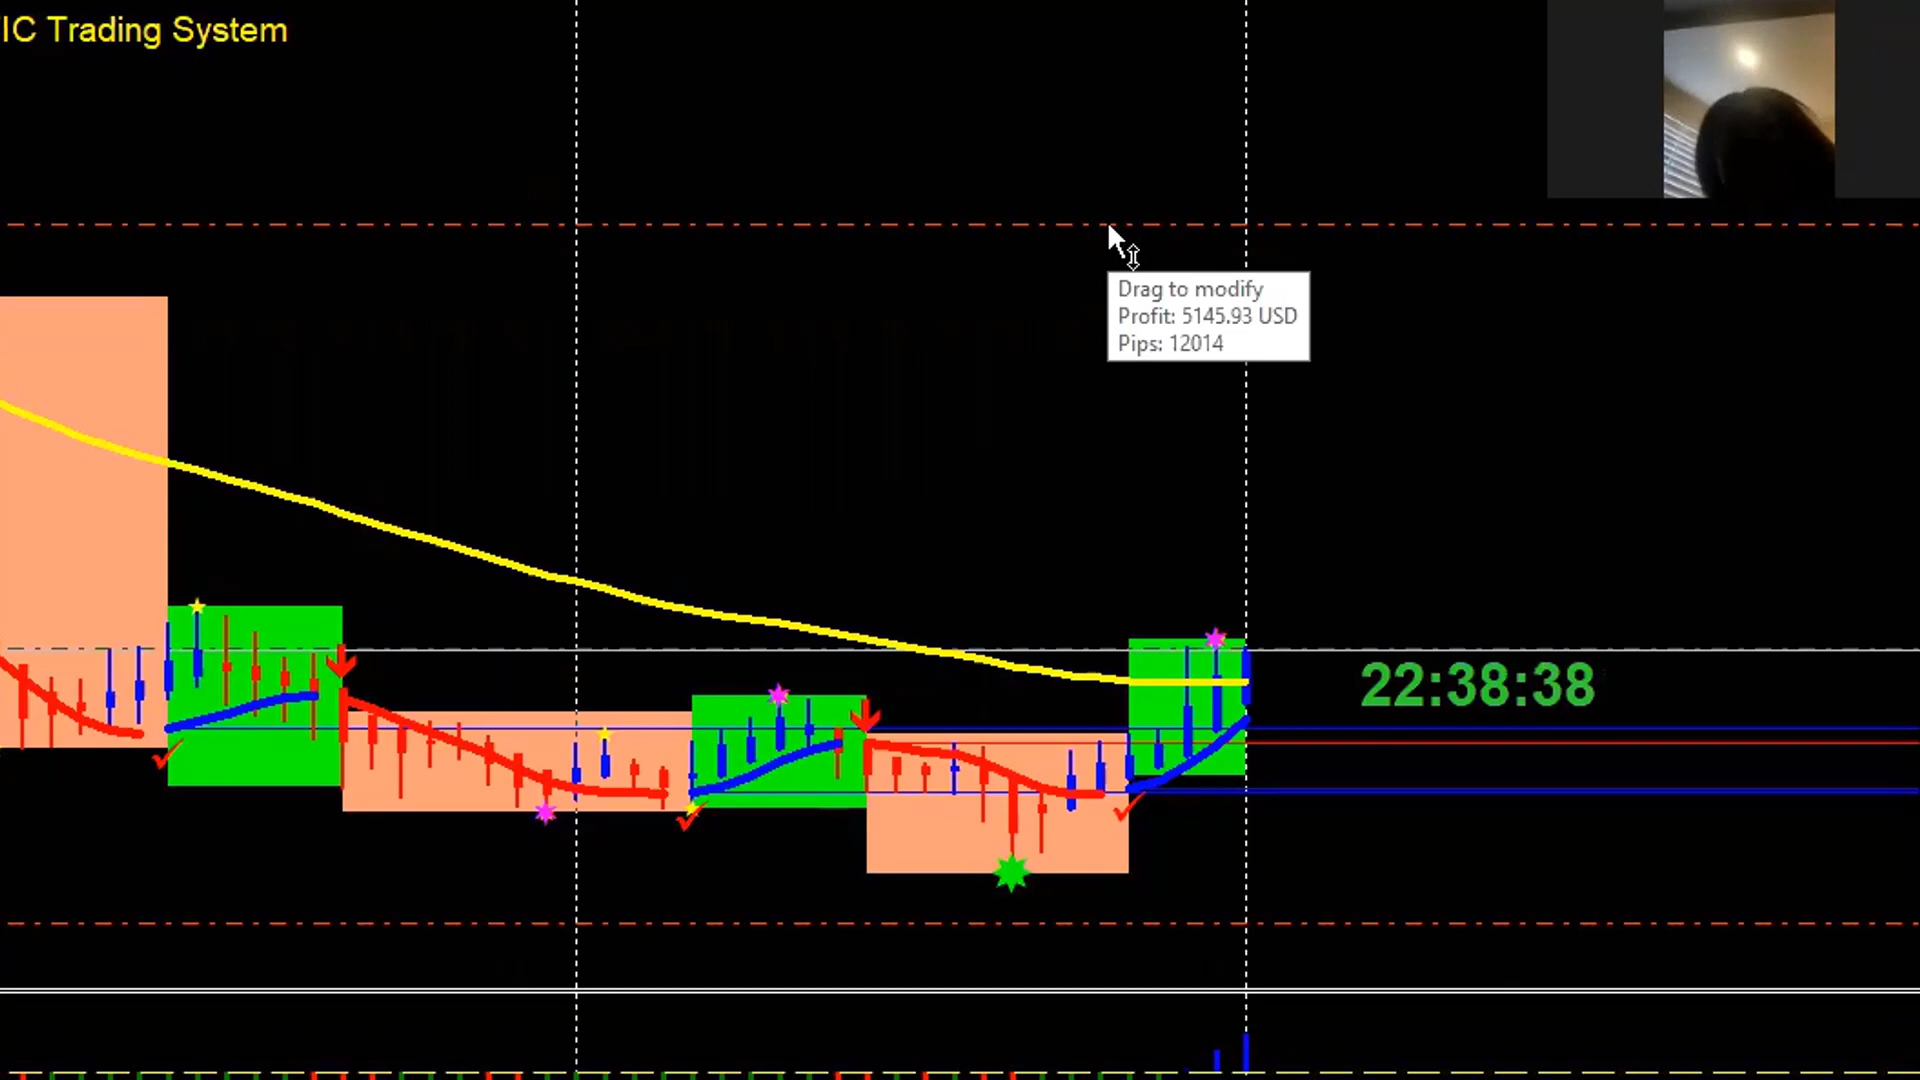 IC Trading System
Drag to modify
Profit: 5145.93 USD
Pips: 12014
22:38:38